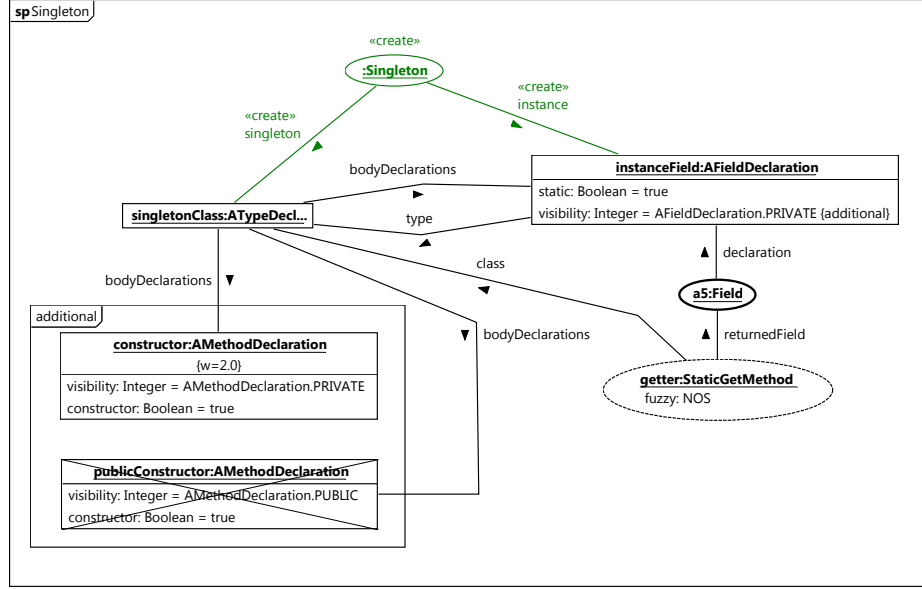 sp Singleton
«create»
:Singleton
«create»
instance
«create»
singleton
bodyDeclarations
instanceField:AFieldDeclaration
static: Boolean = true
visibility: Integer = AFieldDeclaration.PRIVATE {additional}
singletonClass:ATypeDecl...
type
declaration
class
bodyDeclarations
a5:Field
additional
bodyDeclarations
returnedField
constructor:AMethodDeclaration
{w=2.0}
visibility: Integer = AMethodDeclaration.PRIVATE
constructor: Boolean = true
getter:StaticGetMethod
fuzzy: NOS
publicConstructor:AMethodDeclaration
visibility: Integer = AMethodDeclaration.PUBLIC
constructor: Boolean = true